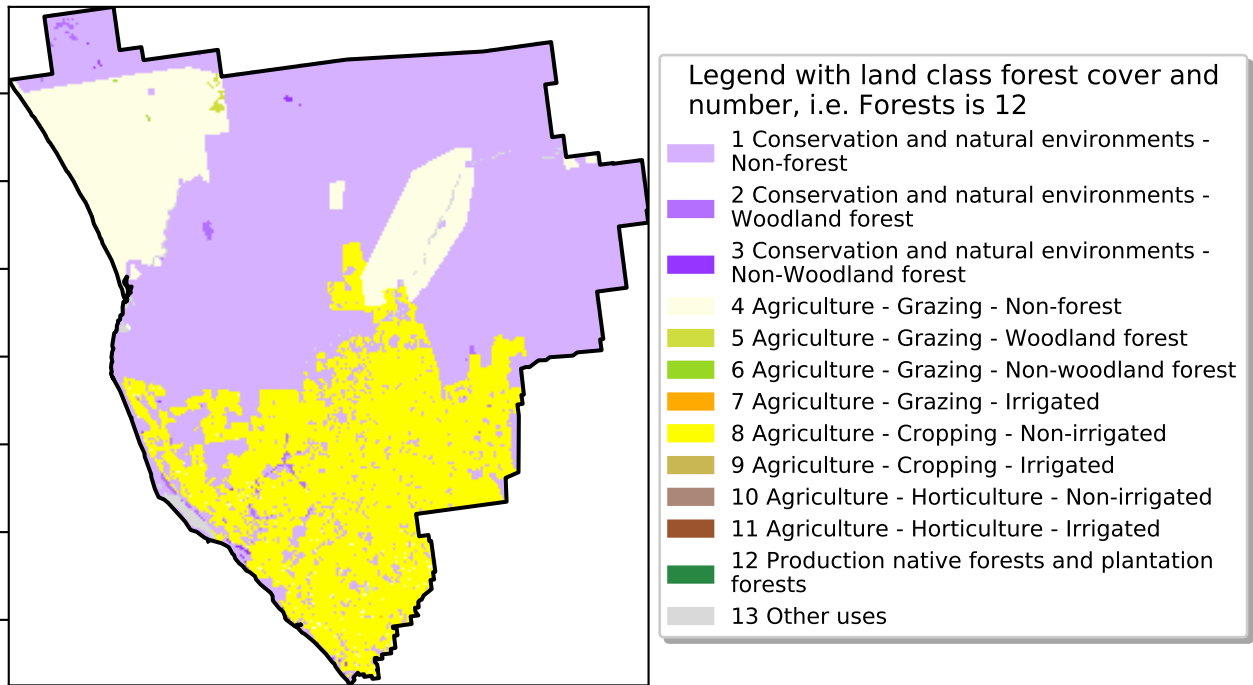 Legend with land class forest cover and
number, i.e. Forests is 12
1 Conservation and natural environments -
Non-forest
2 Conservation and natural environments -
Woodland forest
3 Conservation and natural environments -
Non-Woodland forest
4 Agriculture - Grazing - Non-forest
5 Agriculture - Grazing - Woodland forest
6 Agriculture - Grazing - Non-woodland forest
7 Agriculture - Grazing - Irrigated
8 Agriculture - Cropping - Non-irrigated
9 Agriculture - Cropping - Irrigated
10 Agriculture - Horticulture - Non-irrigated
11 Agriculture - Horticulture - Irrigated
12 Production native forests and plantation
forests
13 Other uses